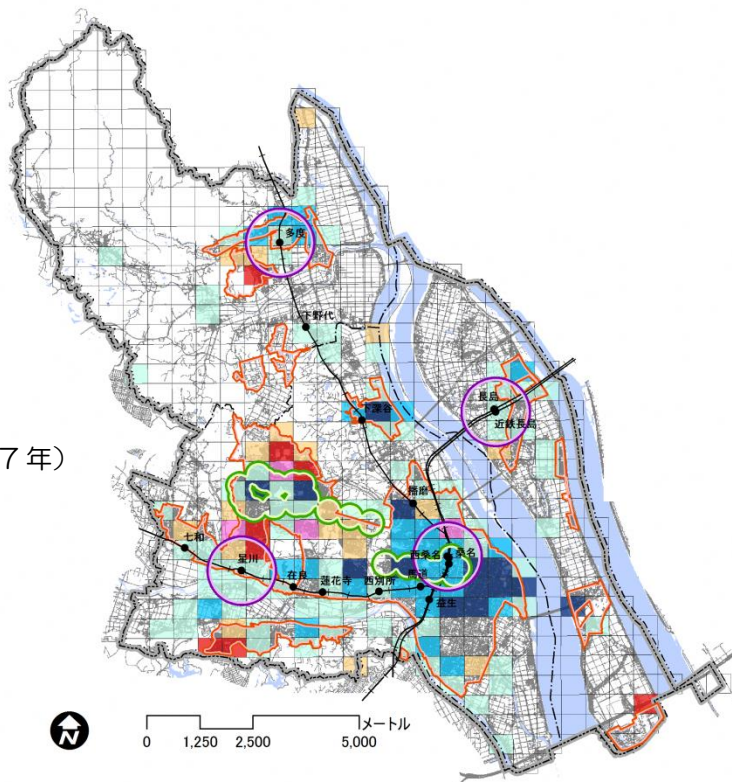 多度
下野代
長島
近鉄長島
下深谷
7年）
播磨
七和
西桑名
桑名
星川
在良
蓮花寺
西別所
馬道
益生
N
メートル
0
1,250
2,500
5,000